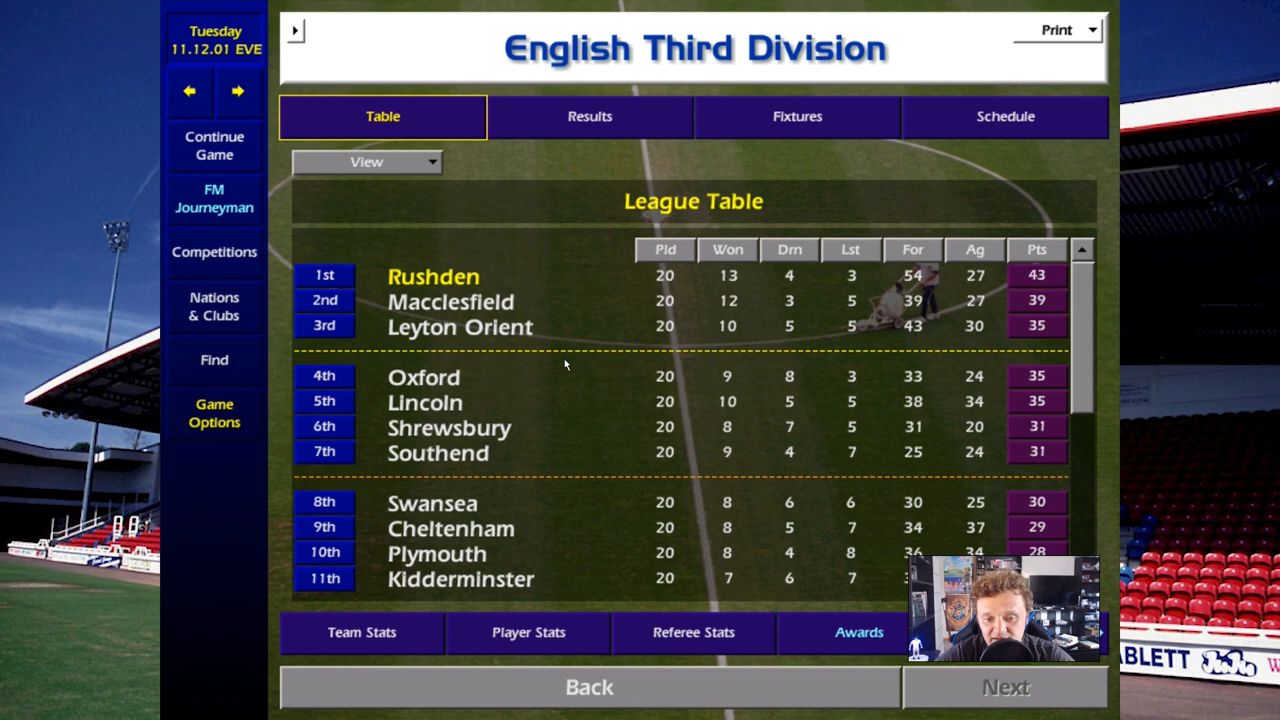 Tuesday
11.12.01 EVE
Continue
Game
FM
Journeyman
Competitions
Nations
& Clubs
Find
Game
Options
English Third Division
Print
Table Results Fixtures Schedule
View
League Table
Pld Won Drn Lst For Ag Pts
1st Rushden 20 13 4 3 54 27 43
2nd Macclesfield 20 12 3 5 39 27 39
3rd Leyton Orient 20 10 5 5 43 30 35
4th Oxford 20 9 8 3 33 24 35
5th Lincoln 20 10 5 5 38 34 35
6th Shrewsbury 20 8 7 5 31 20 31
7th Southend 20 9 4 7 25 24 31
8th Swansea 20 8 6 6 30 25 30
9th Cheltenham 20 8 5 7 34 37 29
10th Plymouth 20 8 4 8 36 34 28
11th Kidderminster 20 7 6 7
Team Stats Player Stats Referee Stats Awards
Back Next
ABLETT JuJu